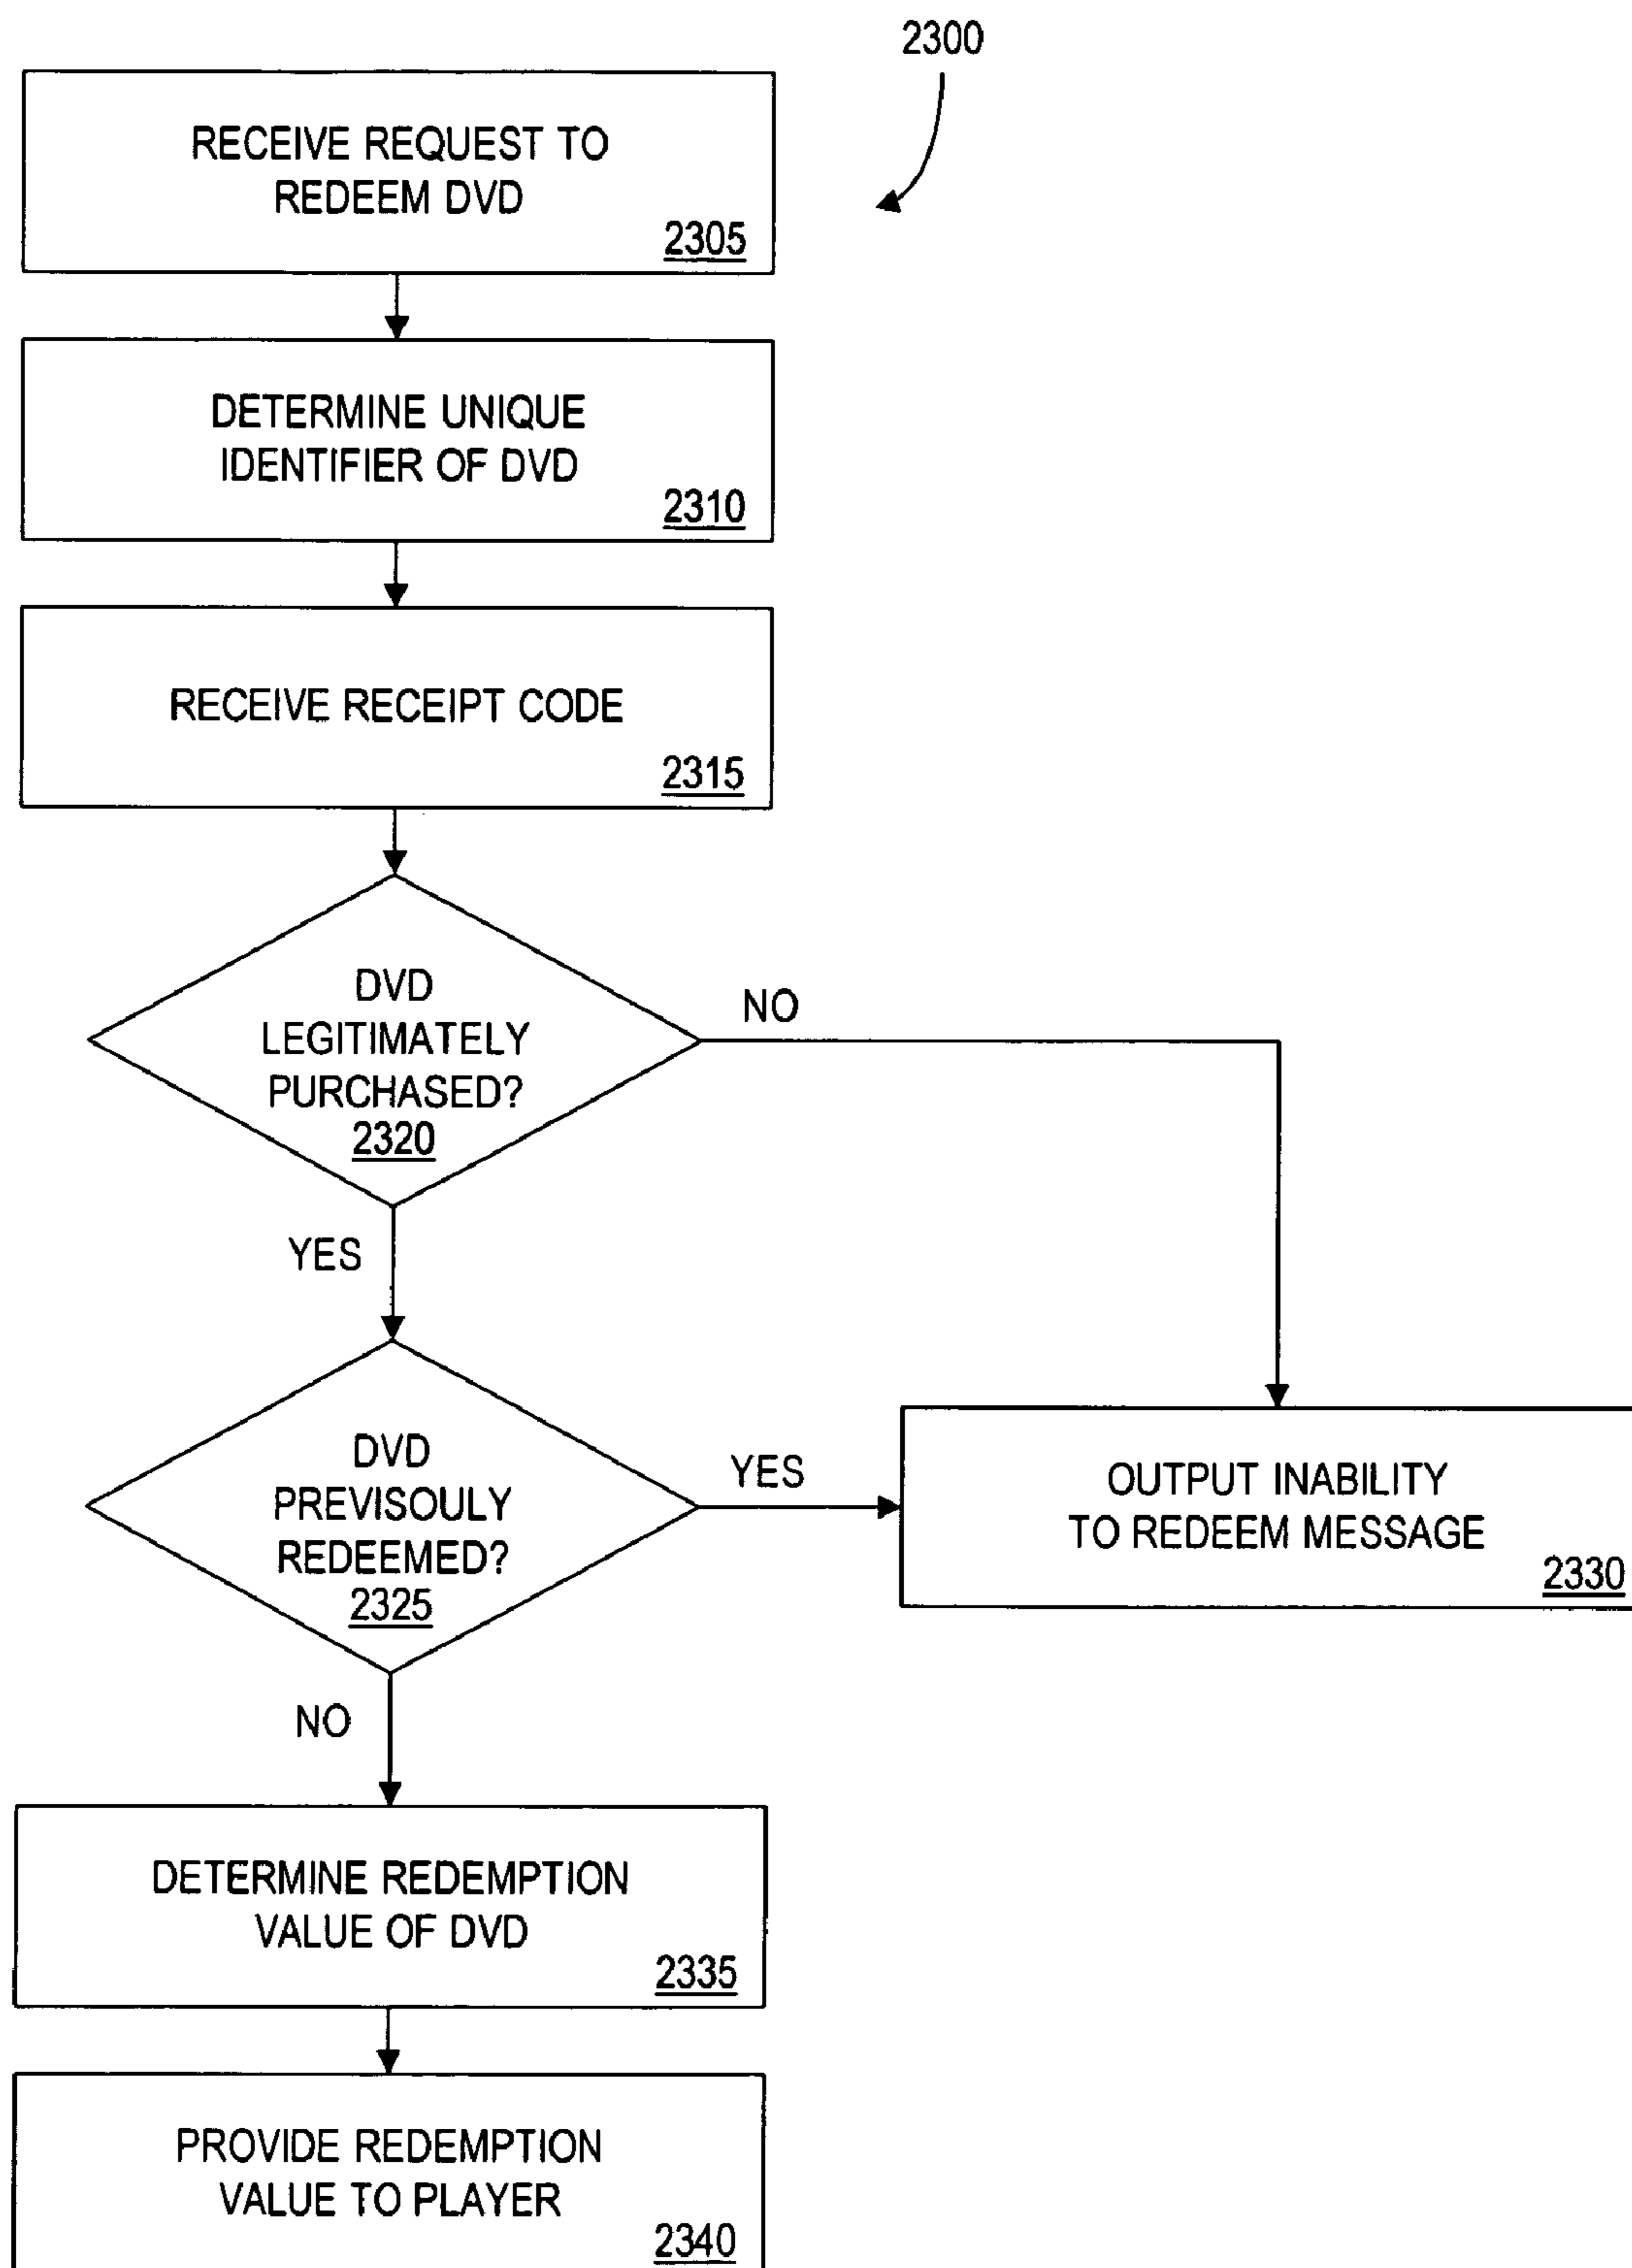 2300
RECEIVE REQUEST TO
REDEEM DVD
2305
DETERMINE UNIQUE
IDENTIFIER OF DVD
2310
RECEIVE RECEIPT CODE
2315
DVD
LEGITIMATELY
PURCHASED?
2320
NO
YES
DVD
PREVISOULY
REDEEMED?
2325
YES
OUTPUT INABILITY
TO REDEEM MESSAGE
2330
NO
DETERMINE REDEMPTION
VALUE OF DVD
2335
PROVIDE REDEMPTION
VALUE TO PLAYER
2340